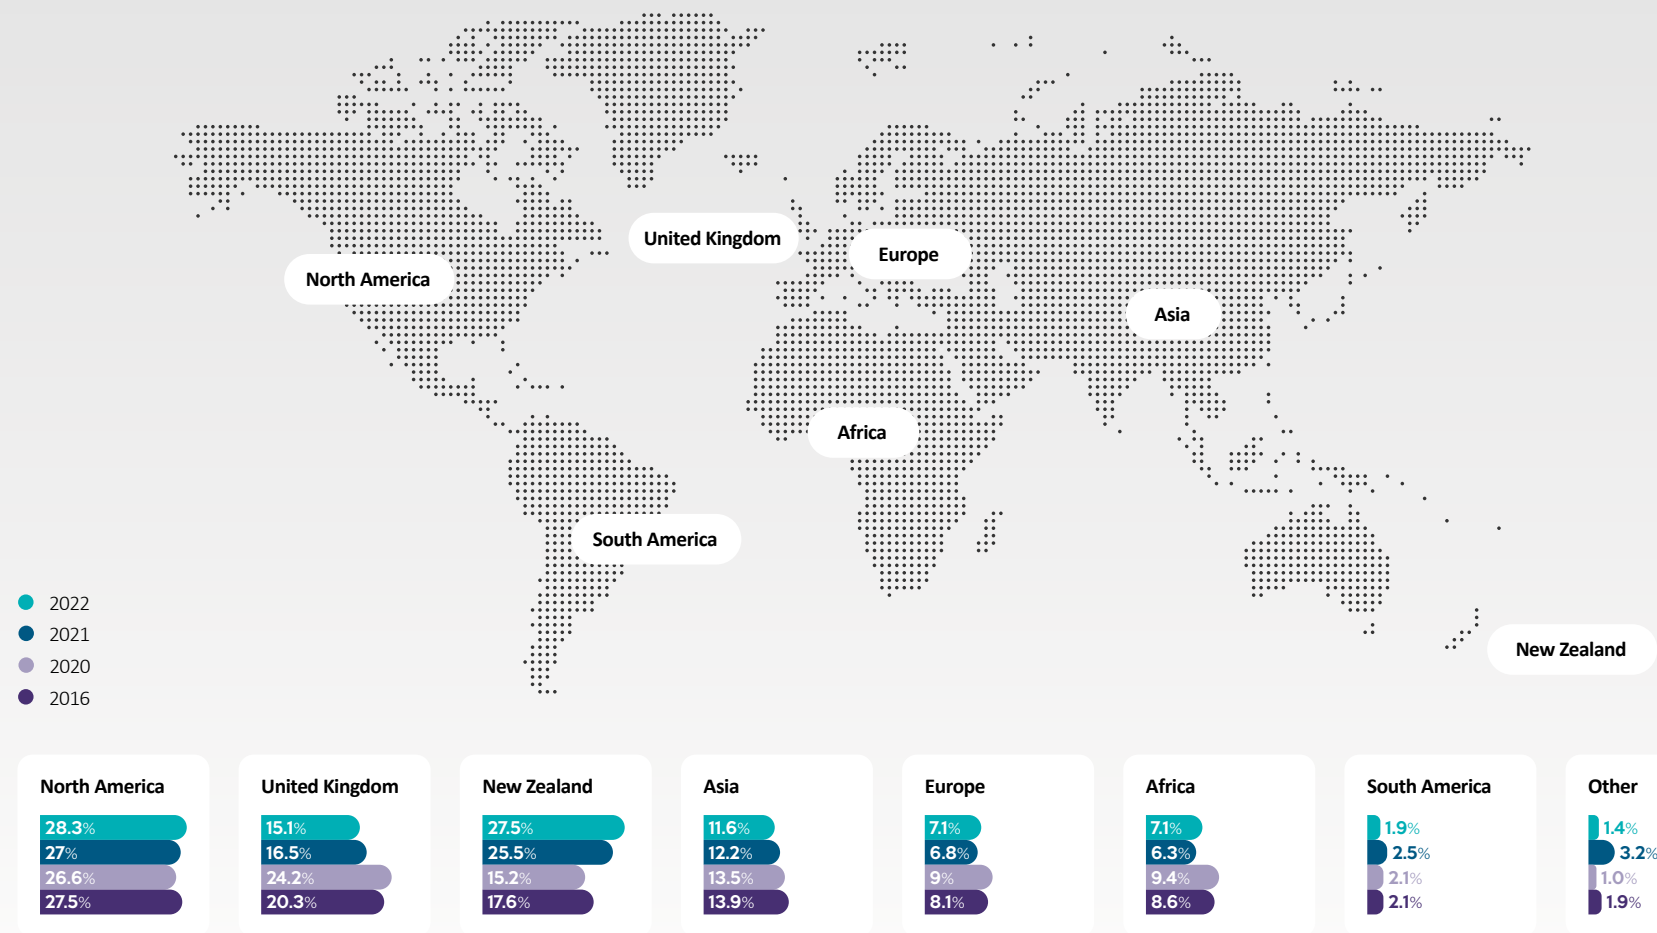 United Kingdom
Europe
North America
Asia
Africa
South America
New Zealand
2022
2021
2020
2016
North America
28.3%
27%
26.6%
27.5%
United Kingdom
15.1%
16.5%
24.2%
20.3%
New Zealand
27.5%
25.5%
15.2%
17.6%
Asia
11.6%
12.2%
13.5%
13.9%
Europe
7.1%
6.8%
9%
8.1%
Africa
7.1%
6.3%
9.4%
8.6%
South America
1.9%
2.5%
2.1%
2.1%
Other
1.4%
3.2%
1.0%
1.9%